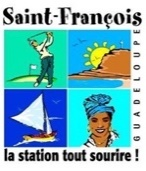 Saint-François
GUADELOUPE
la station tout sourire !